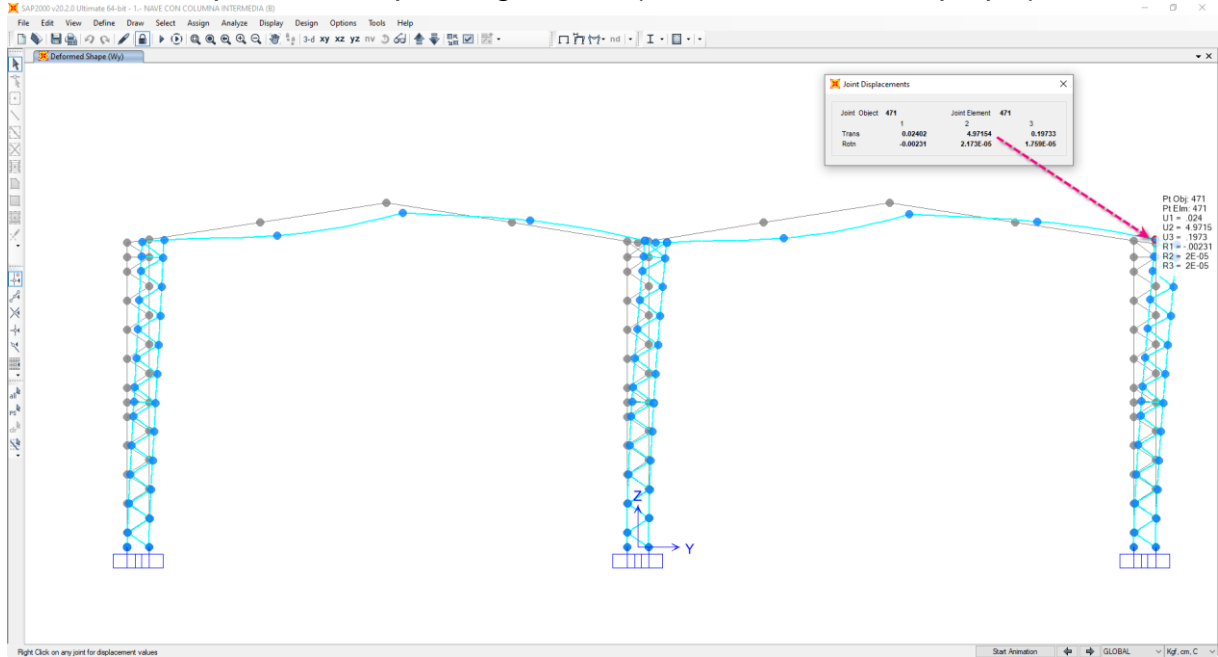 SAP2000 v20.2.0 Ultimate 64-bit - 1.- NAVE CON COLUMNA INTERMEDIA (B)
File Edit View Define Draw Select Assign Analyze Display Design Options Tools Help
3-d xy xz yz nv nd
Deformed Shape (Wy)
Joint Displacements
Joint Object 471 Joint Element 471
1 2 3
Trans 0.02402 4.97154 0.19733
Rotn -0.00231 2.173E-05 1.759E-05
Pt Obj: 471
Pt Elm: 471
U1 = .024
U2 = 4.9715
U3 = .1973
R1 = -.00231
R2 = 2E-05
R3 = 2E-05
Z
Y
Right Click on any joint for displacement values
Start Animation GLOBAL Kgf, cm, C